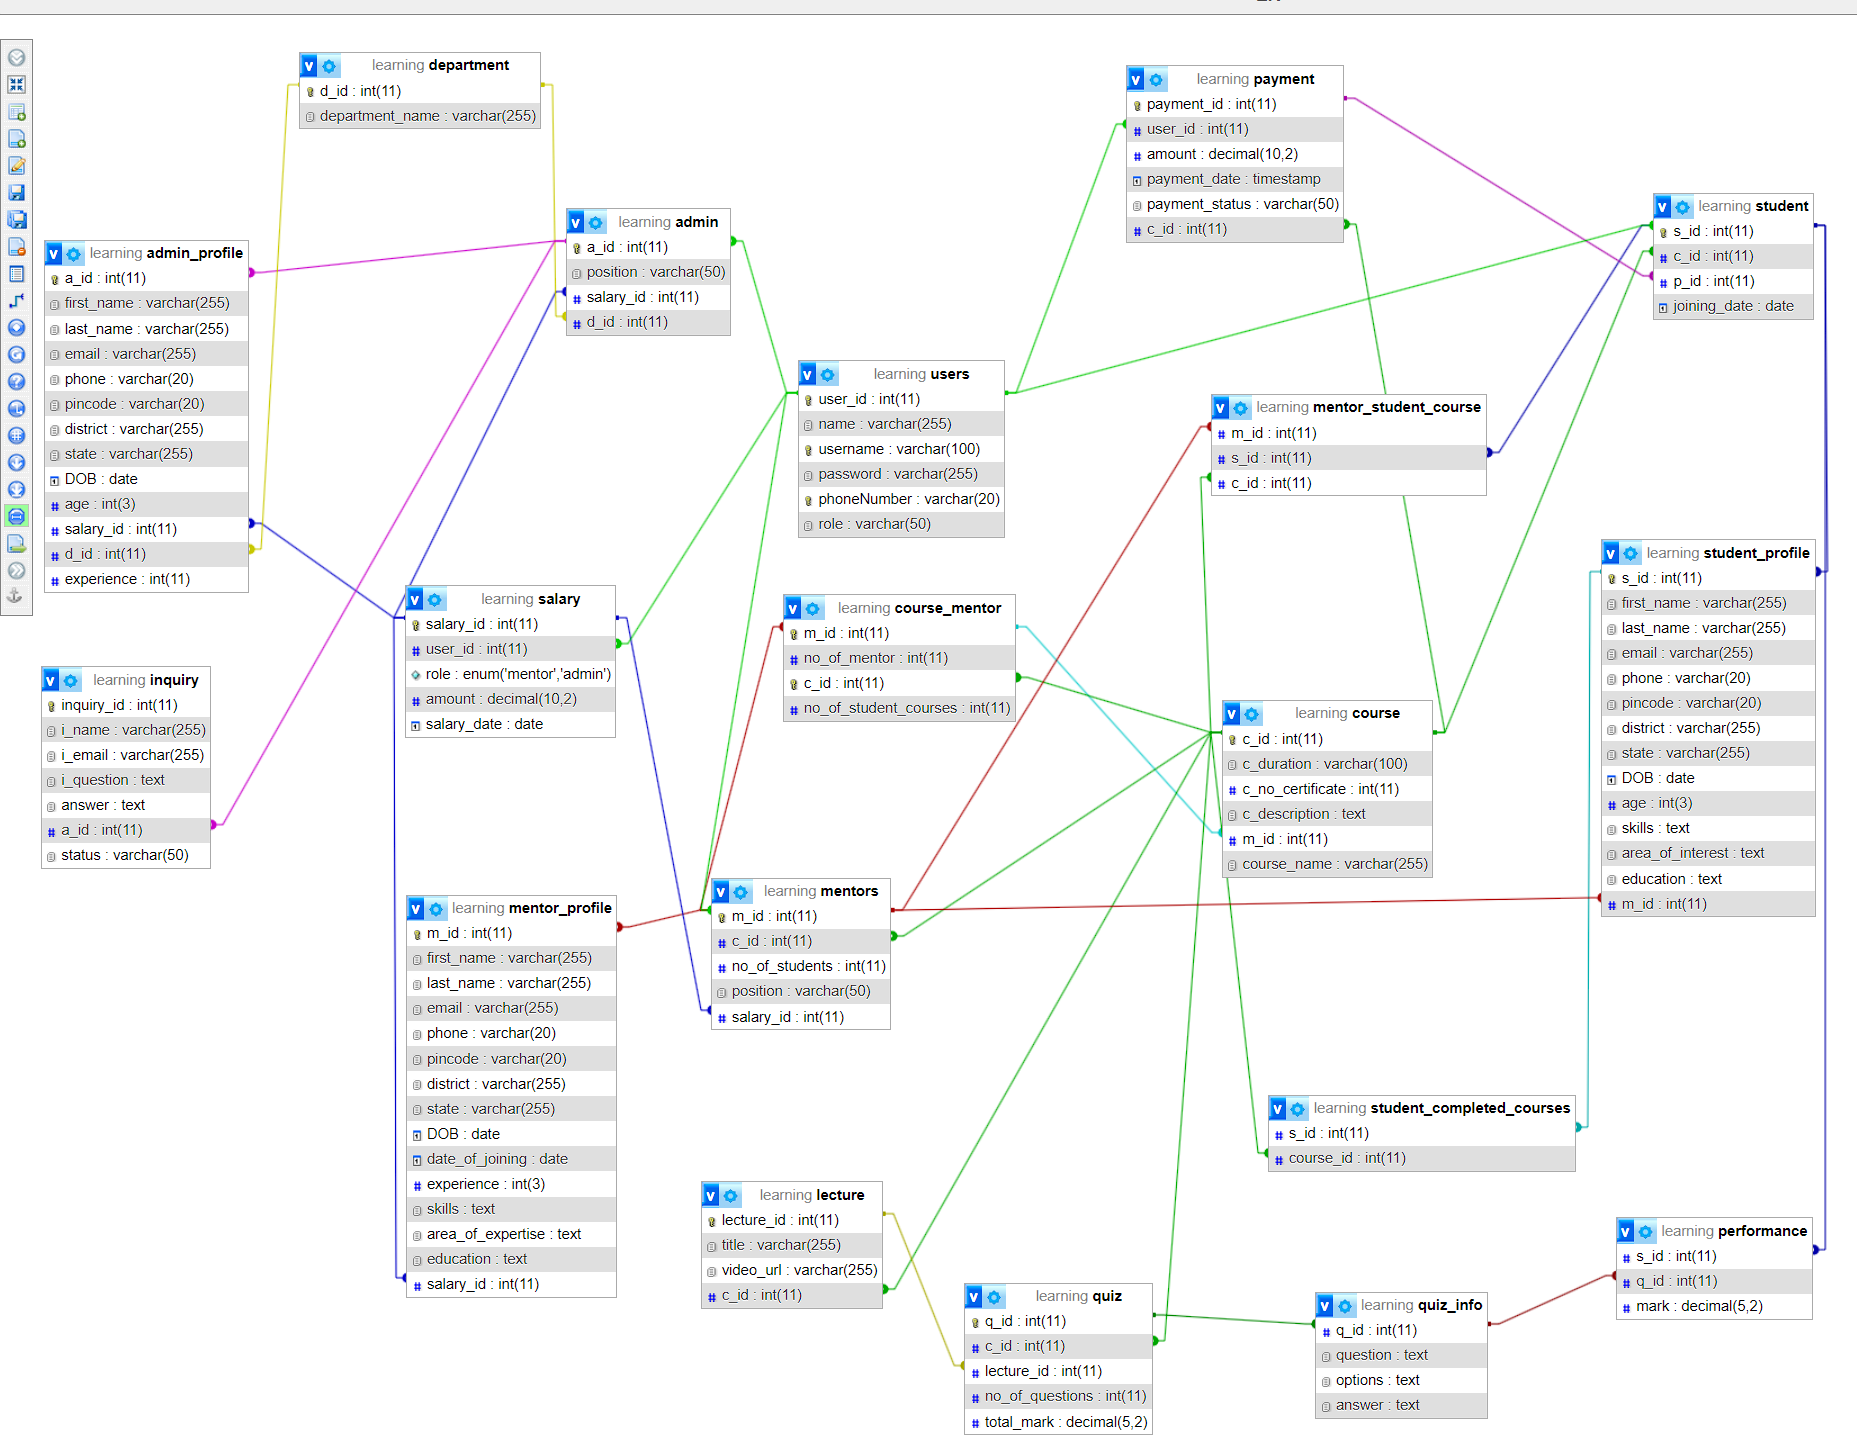 learning department
d_id : int(11)
department_name : varchar(255)
learning payment
payment_id : int(11)
user_id : int(11)
amount : decimal(10,2)
payment_date : timestamp
payment_status : varchar(50)
c_id : int(11)
learning student
s_id : int(11)
c_id : int(11)
p_id : int(11)
joining_date : date
learning admin
a_id : int(11)
position : varchar(50)
salary_id : int(11)
d_id : int(11)
learning admin_profile
a_id : int(11)
first_name : varchar(255)
last_name : varchar(255)
email : varchar(255)
phone : varchar(20)
pincode : varchar(20)
district : varchar(255)
state : varchar(255)
DOB : date
age : int(3)
salary_id : int(11)
d_id : int(11)
experience : int(11)
learning users
user_id : int(11)
name : varchar(255)
username : varchar(100)
password : varchar(255)
phoneNumber : varchar(20)
role : varchar(50)
learning mentor_student_course
m_id : int(11)
s_id : int(11)
c_id : int(11)
learning student_profile
s_id : int(11)
first_name : varchar(255)
last_name : varchar(255)
email : varchar(255)
phone : varchar(20)
pincode : varchar(20)
district : varchar(255)
state : varchar(255)
DOB : date
age : int(3)
skills : text
area_of_interest : text
education : text
m_id : int(11)
learning salary
salary_id : int(11)
user_id : int(11)
role : enum('mentor','admin')
amount : decimal(10,2)
salary_date : date
learning course_mentor
m_id : int(11)
no_of_mentor : int(11)
c_id : int(11)
no_of_student_courses : int(11)
learning inquiry
inquiry_id : int(11)
i_name : varchar(255)
i_email : varchar(255)
i_question : text
answer : text
a_id : int(11)
status : varchar(50)
learning course
c_id : int(11)
c_duration : varchar(100)
c_no_certificate : int(11)
c_description : text
m_id : int(11)
course_name : varchar(255)
learning mentor_profile
m_id : int(11)
first_name : varchar(255)
last_name : varchar(255)
email : varchar(255)
phone : varchar(20)
pincode : varchar(20)
district : varchar(255)
state : varchar(255)
DOB : date
date_of_joining : date
experience : int(3)
skills : text
area_of_expertise : text
education : text
salary_id : int(11)
learning mentors
m_id : int(11)
c_id : int(11)
no_of_students : int(11)
position : varchar(50)
salary_id : int(11)
learning student_completed_courses
s_id : int(11)
course_id : int(11)
learning lecture
lecture_id : int(11)
title : varchar(255)
video_url : varchar(255)
c_id : int(11)
learning quiz
q_id : int(11)
c_id : int(11)
lecture_id : int(11)
no_of_questions : int(11)
total_mark : decimal(5,2)
learning quiz_info
q_id : int(11)
question : text
options : text
answer : text
learning performance
s_id : int(11)
q_id : int(11)
mark : decimal(5,2)